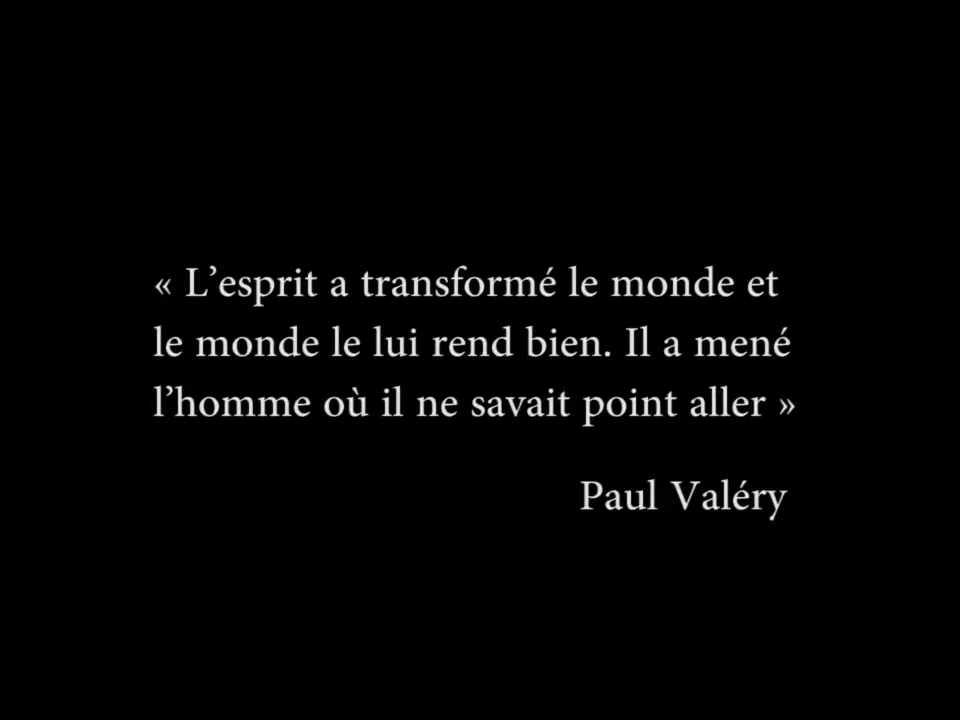 « L’esprit a transformé le monde et
le monde le lui rend bien. Il a mené
l’homme où il ne savait point aller »
Paul Valéry